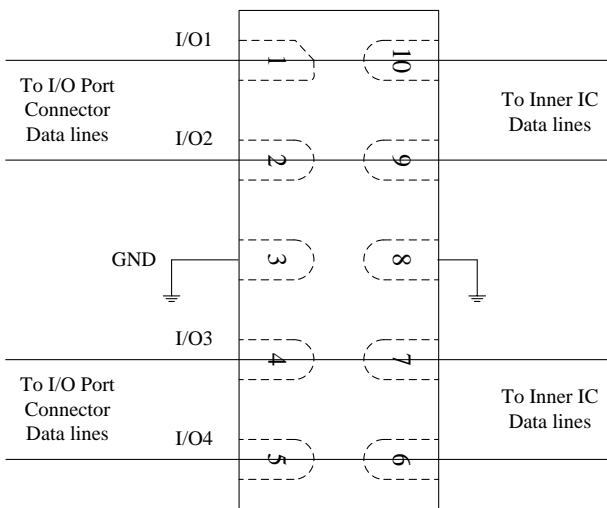 I/O1
1
10
To I/O Port
Connector
Data lines
To Inner IC
Data lines
I/O2
2
9
GND
3
8
I/O3
4
7
To I/O Port
Connector
Data lines
To Inner IC
Data lines
I/O4
5
6